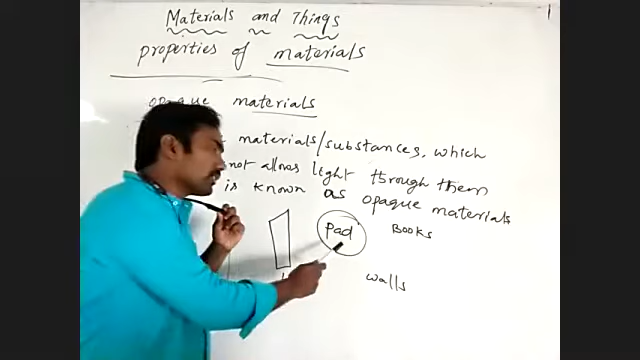 Materials and Things
properties of materials
opaque materials
materials/substances, which
not allows light through them
is known as opaque materials
pad
Books
walls